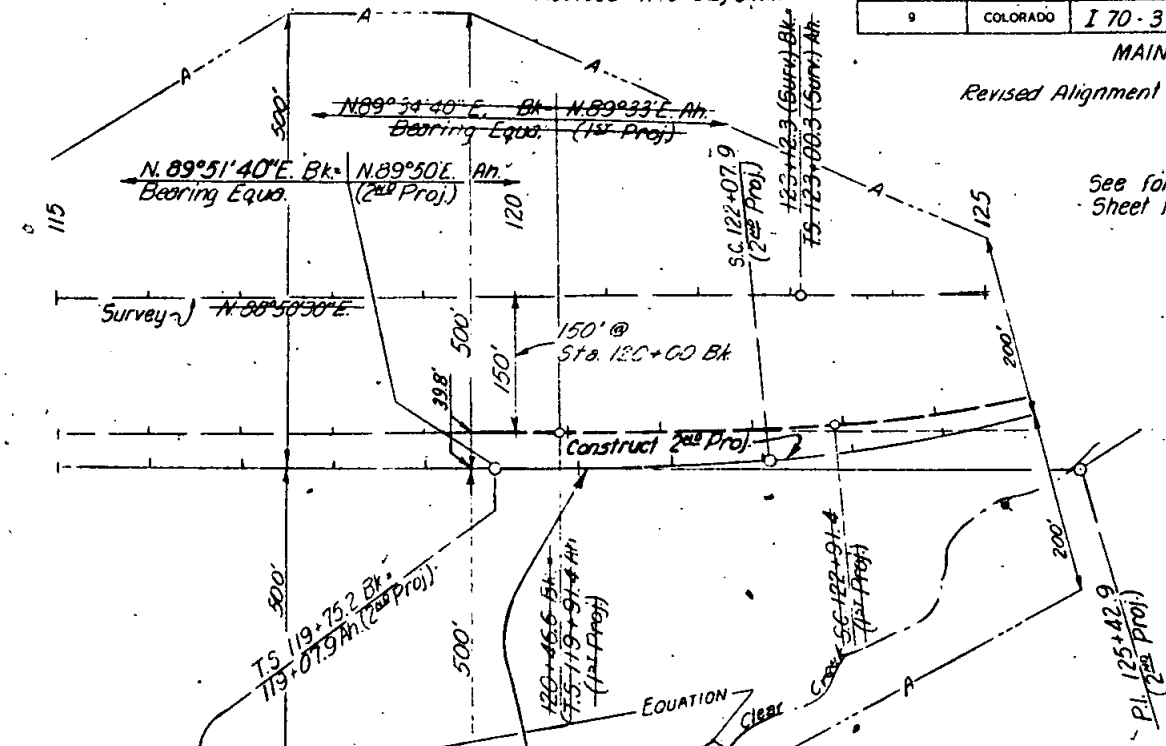 9 COLORADO I 70-3
MAIN
Revised Alignment
See for
Sheet
A
A
A
A
A
500'
N.89°34'40"E. Bk= N.89°33'E. Ah.
Bearing Equa. (1st Proj.)
N. 89°51'40"E. Bk= N.89°50'E. Ah.
Bearing Equa. (2nd Proj.)
115
120
125
S.C. 122+07.9
(2nd Proj.)
123+12.3 (Surv.) Bk.=
T.S. 123+00.3 (Surv.) Ah.
Survey N.88°50'30"E.
500'
150'
150' @
Sta. 120+00 Bk
39.8'
200'
Construct 2nd Proj.
200'
500'
500'
T.S. 119+75.2 Bk.=
119+07.9 Ah. (2nd Proj.)
120+46.6 Bk.=
T.S. 119+91.4 Ah.
(1st Proj.)
S.C. 122+91.4
(1st Proj.)
P.I. 125+42.9
(2nd Proj.)
EQUATION
Clear Creek